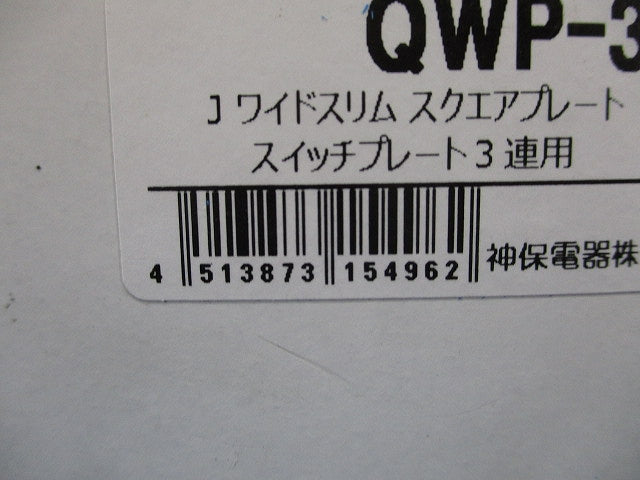 QWP-3
J ワイドスリム スクエアプレート
スイッチプレート3連用
4 513873 154962
神保電器株